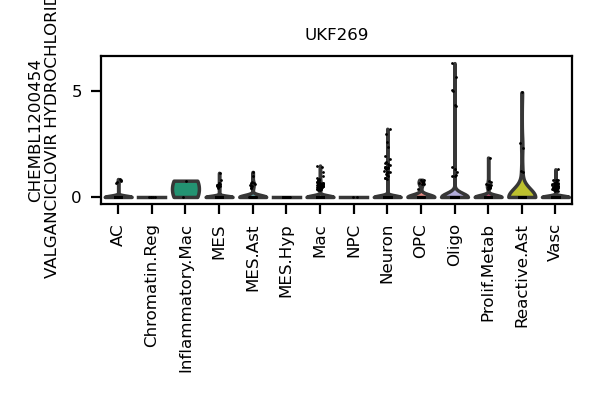 UKF269
CHEMBL1200454
VALGANCICLOVIR HYDROCHLORID
5
0
AC
Chromatin.Reg
Inflammatory.Mac
MES
MES.Ast
MES.Hyp
Mac
NPC
Neuron
OPC
Oligo
Prolif.Metab
Reactive.Ast
Vasc